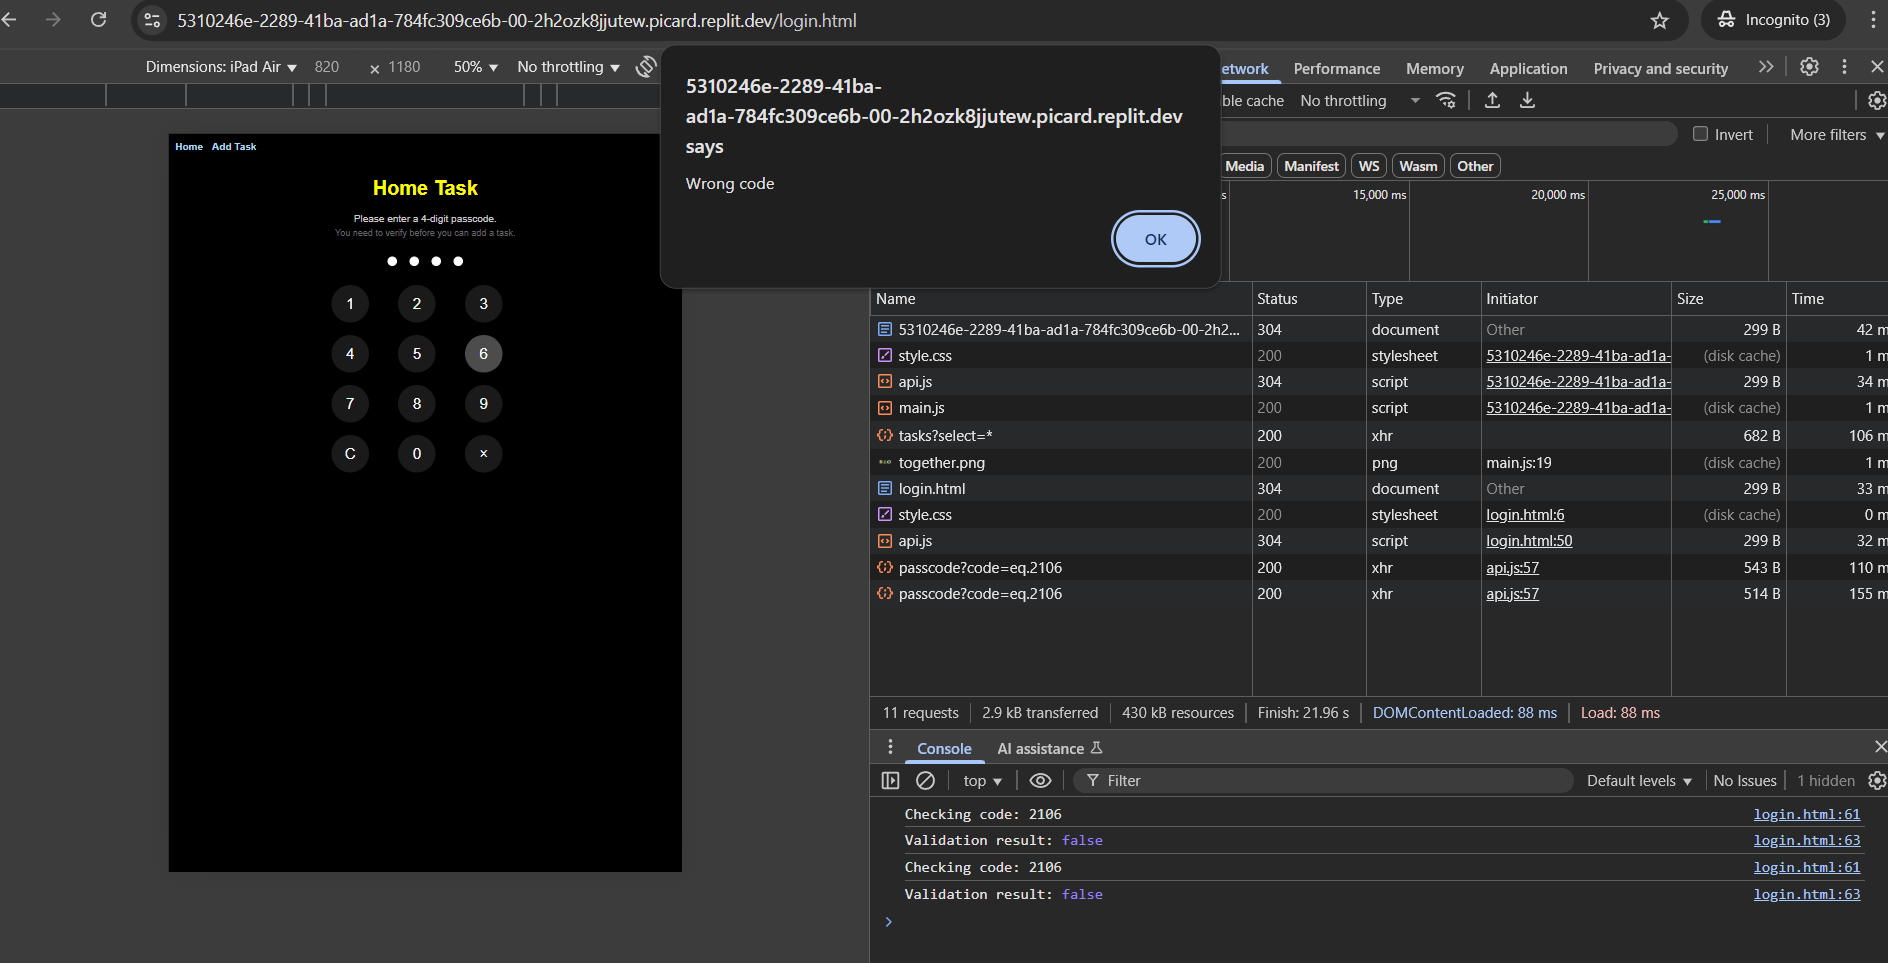 5310246e-2289-41ba-ad1a-784fc309ce6b-00-2h2ozk8jjutew.picard.replit.dev/login.html
Incognito (3)
Dimensions: iPad Air ▼ 820 × 1180 50% ▼ No throttling ▼
etwork Performance Memory Application Privacy and security
ble cache No throttling
Invert More filters ▼
Media Manifest WS Wasm Other
s 15,000 ms 20,000 ms 25,000 ms
5310246e-2289-41ba-
ad1a-784fc309ce6b-00-2h2ozk8jjutew.picard.replit.dev
says
Wrong code
OK
Home Add Task
Home Task
Please enter a 4-digit passcode.
You need to verify before you can add a task.
1 2 3
4 5 6
7 8 9
C 0 ×
Name Status Type Initiator Size Time
5310246e-2289-41ba-ad1a-784fc309ce6b-00-2h2... 304 document Other 299 B 42 m
style.css 200 stylesheet 5310246e-2289-41ba-ad1a- (disk cache) 1 m
api.js 304 script 5310246e-2289-41ba-ad1a- 299 B 34 m
main.js 200 script 5310246e-2289-41ba-ad1a- (disk cache) 1 m
tasks?select=* 200 xhr 682 B 106 m
together.png 200 png main.js:19 (disk cache) 1 m
login.html 304 document Other 299 B 33 m
style.css 200 stylesheet login.html:6 (disk cache) 0 m
api.js 304 script login.html:50 299 B 32 m
passcode?code=eq.2106 200 xhr api.js:57 543 B 110 m
passcode?code=eq.2106 200 xhr api.js:57 514 B 155 m
11 requests 2.9 kB transferred 430 kB resources Finish: 21.96 s DOMContentLoaded: 88 ms Load: 88 ms
Console AI assistance
top ▼ Filter Default levels ▼ No Issues 1 hidden
Checking code: 2106 login.html:61
Validation result: false login.html:63
Checking code: 2106 login.html:61
Validation result: false login.html:63